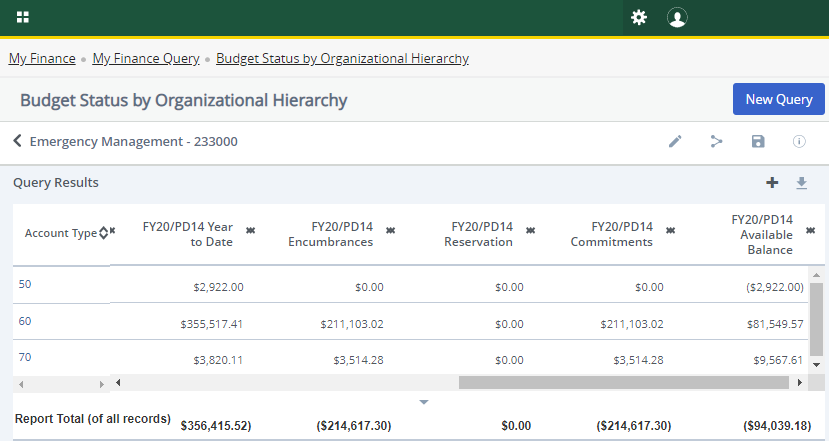 My Finance • My Finance Query • Budget Status by Organizational Hierarchy
Budget Status by Organizational Hierarchy
New Query
Emergency Management - 233000
Query Results
Account Type
FY20/PD14 Year
to Date
FY20/PD14
Encumbrances
FY20/PD14
Reservation
FY20/PD14
Commitments
FY20/PD14
Available
Balance
50 $2,922.00 $0.00 $0.00 $0.00 ($2,922.00)
60 $355,517.41 $211,103.02 $0.00 $211,103.02 $81,549.57
70 $3,820.11 $3,514.28 $0.00 $3,514.28 $9,567.61
Report Total (of all records) $356,415.52) ($214,617.30) $0.00 ($214,617.30) ($94,039.18)